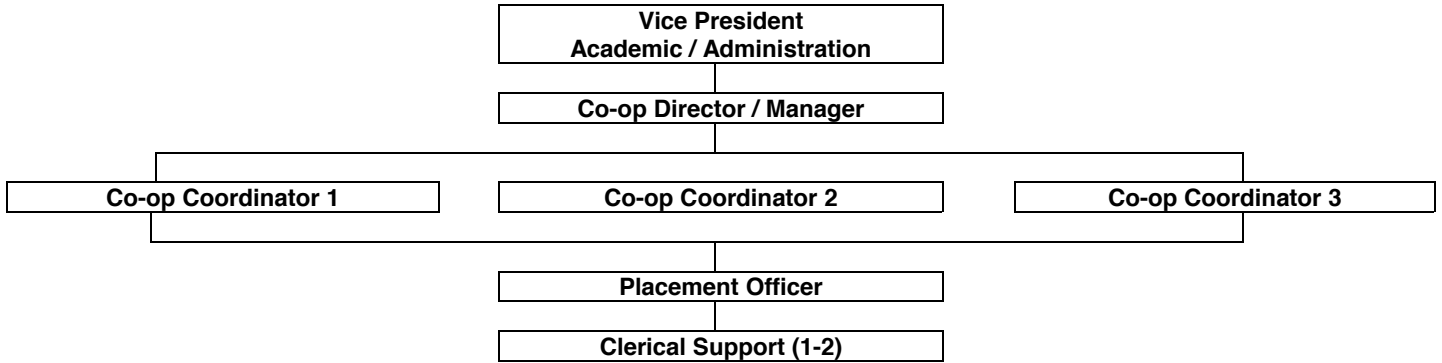 Vice President
Academic / Administration
Co-op Director / Manager
Co-op Coordinator 1
Co-op Coordinator 2
Co-op Coordinator 3
Placement Officer
Clerical Support (1-2)